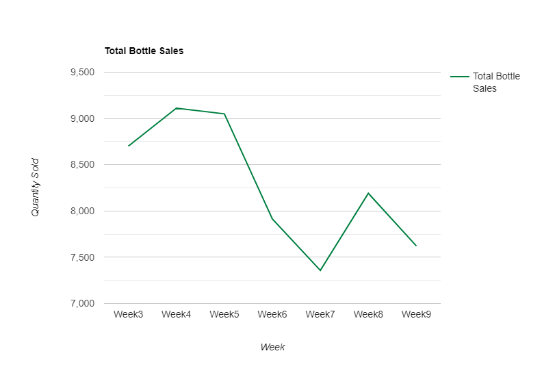 Total Bottle Sales
9,500
9,000
8,500
8,000
7,500
7,000
Quantity Sold
Week3 Week4 Week5 Week6 Week7 Week8 Week9
Week
Total Bottle
Sales